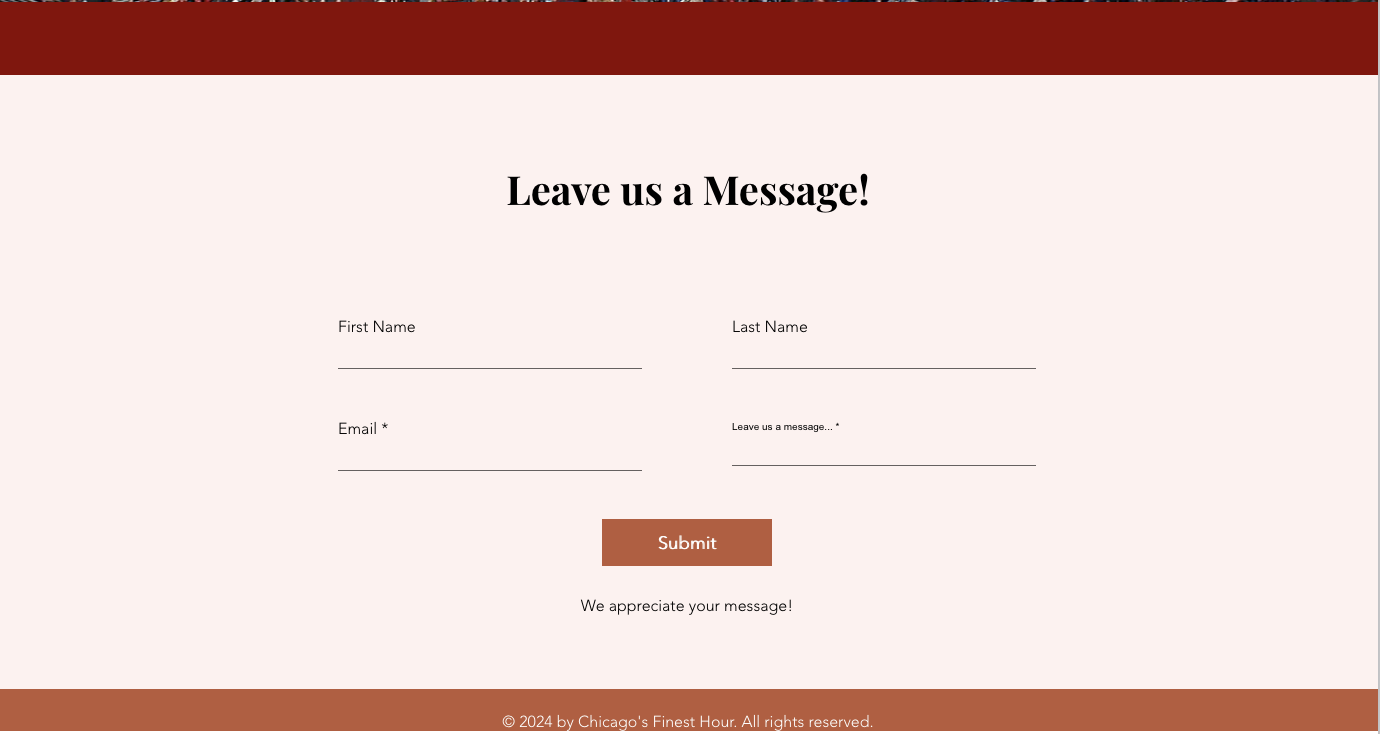 Leave us a Message!
First Name
Last Name
Email *
Leave us a message... *
Submit
We appreciate your message!
© 2024 by Chicago's Finest Hour. All rights reserved.